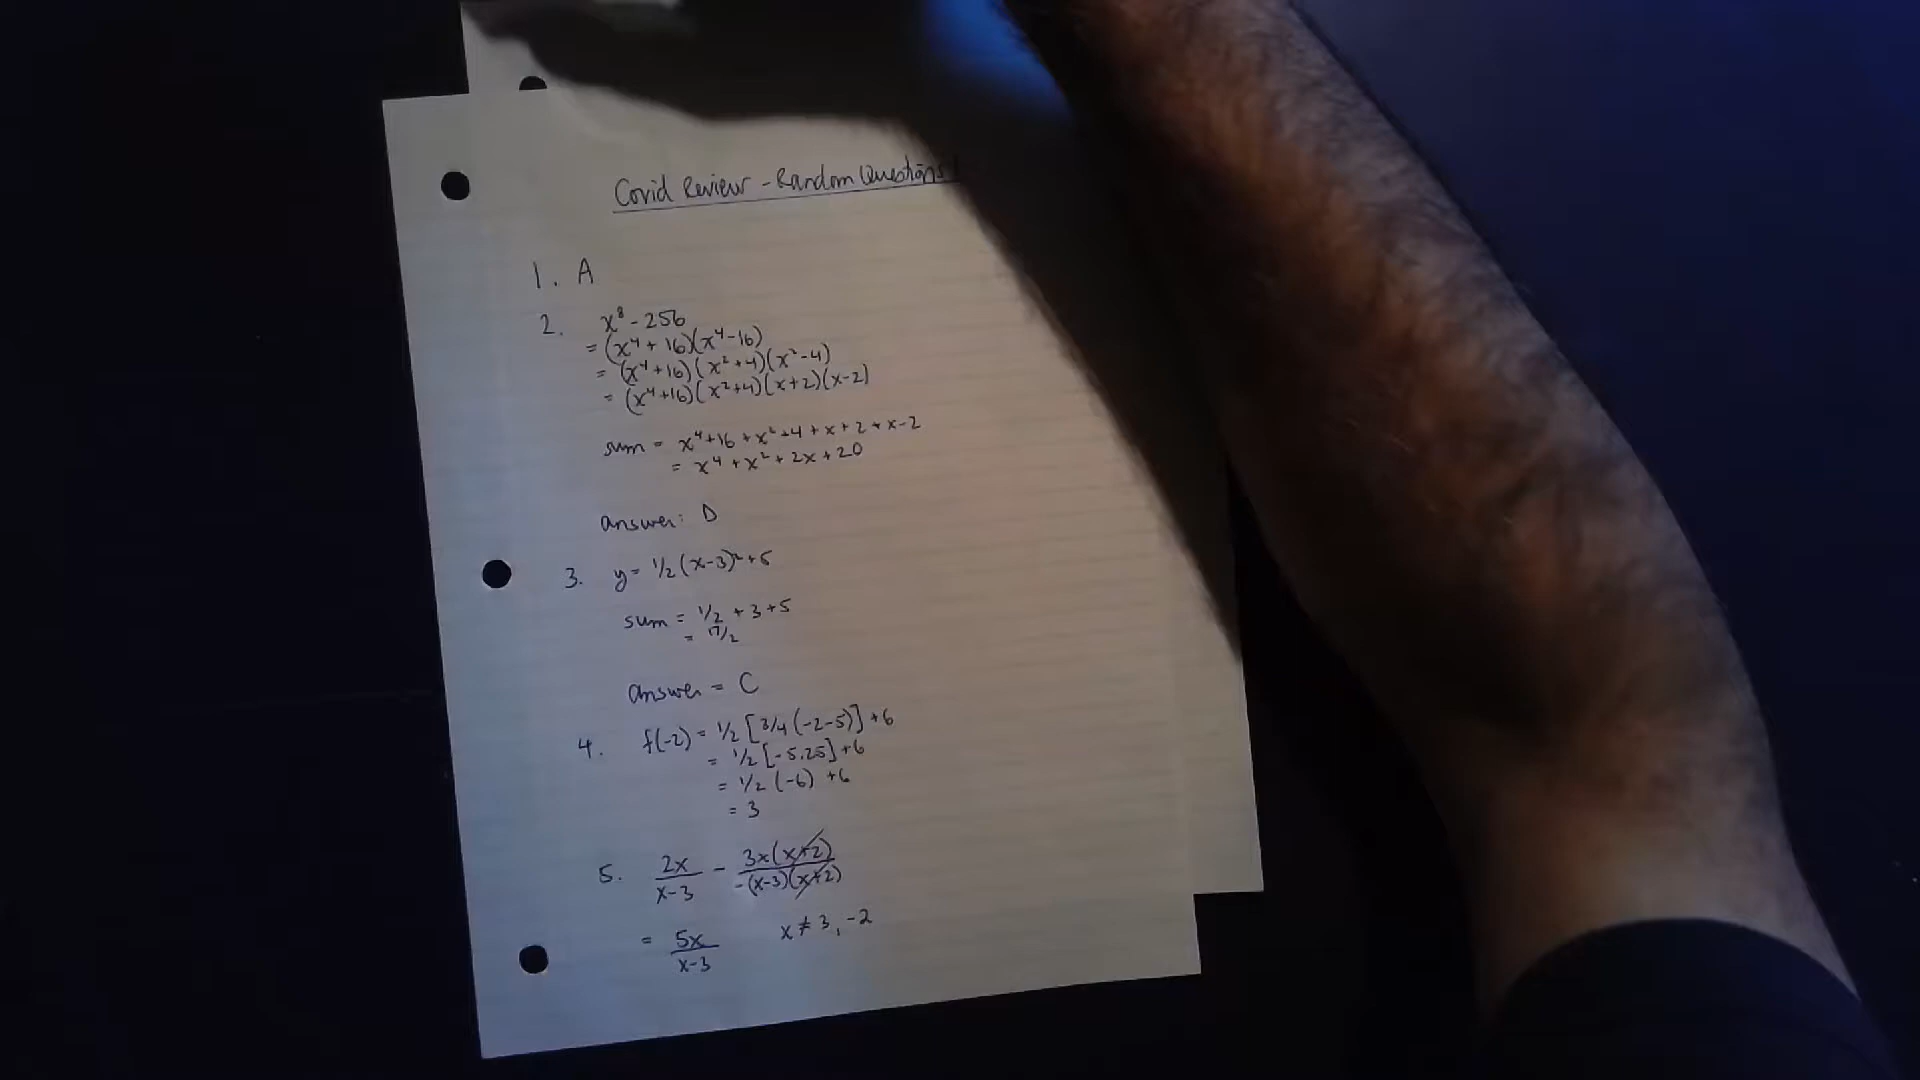 Covid Review - Random Questions
1. A
2. x⁸ - 256
= (x⁴ + 16)(x⁴ - 16)
= (x⁴ + 16)(x² + 4)(x² - 4)
= (x⁴ + 16)(x² + 4)(x + 2)(x - 2)
sum = x⁴ + 16 + x² + 4 + x + 2 + x - 2
= x⁴ + x² + 2x + 20
answer: D
3. y = 1/2 (x - 3)² + 5
sum = 1/2 + 3 + 5
= 17/2
answer = C
4. f(-2) = 1/2 [3/4 (-2 - 5)] + 6
= 1/2 [-5.25] + 6
= 1/2 (-6) + 6
= 3
5. 2x/(x-3) - 3x(x+2)/-(x-3)(x+2)
= 5x/(x-3) x ≠ 3, -2